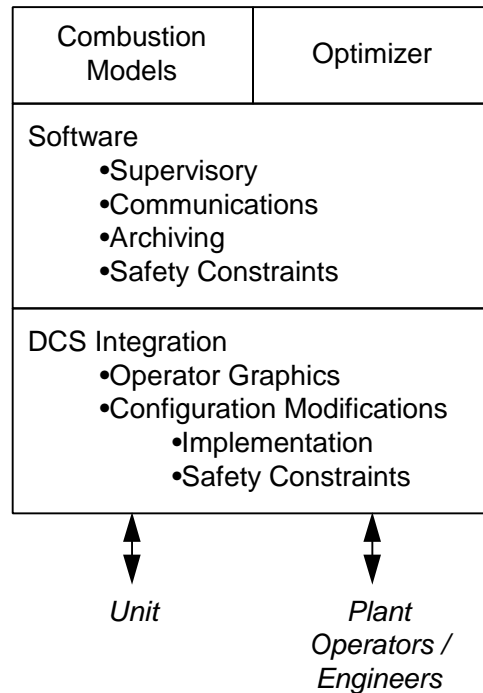 Combustion
Models
Optimizer
Software
•Supervisory
•Communications
•Archiving
•Safety Constraints
DCS Integration
•Operator Graphics
•Configuration Modifications
•Implementation
•Safety Constraints
Unit
Plant
Operators /
Engineers